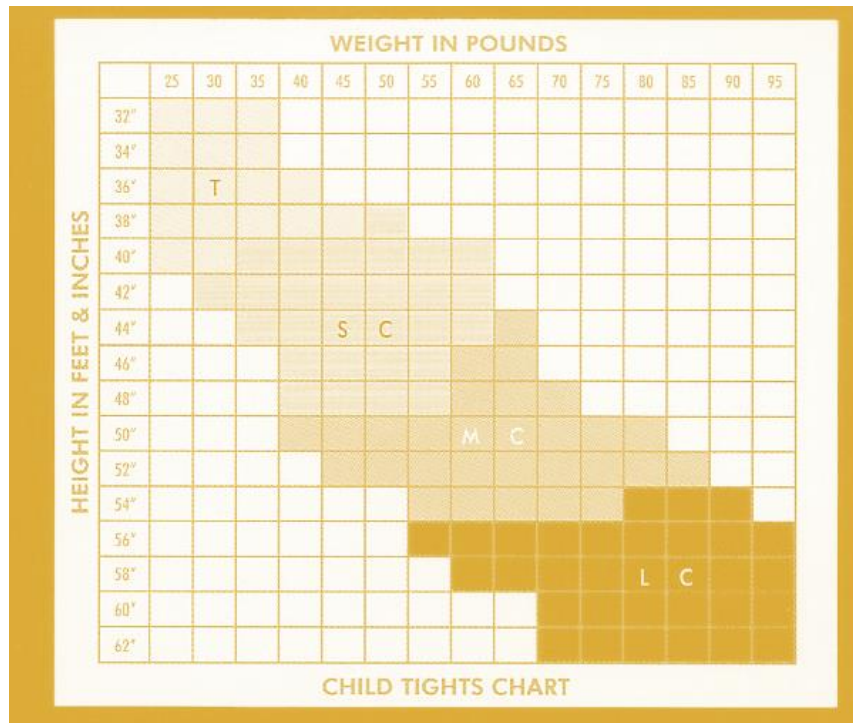 WEIGHT IN POUNDS
25 30 35 40 45 50 55 60 65 70 75 80 85 90 95
HEIGHT IN FEET & INCHES
32"
34"
36" T
38"
40"
42"
44" S C
46"
48"
50" M C
52"
54"
56"
58" L C
60"
62"
CHILD TIGHTS CHART